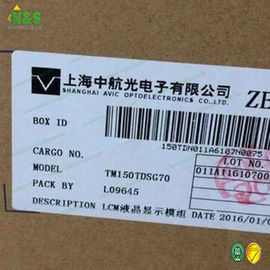 N&S
上海中航光电子有限公司
SHANGHAI AVIC OPTOELECTRONICS CO.,LTD
ZE
BOX ID
150TDN011A6107N0075
CARGO NO.
LOT NO.
011A11610700
MODEL
TM150TDSG70
PACK BY
L09645
DESCRIPTION
LCM液晶显示模组
DATE
2016/01/0